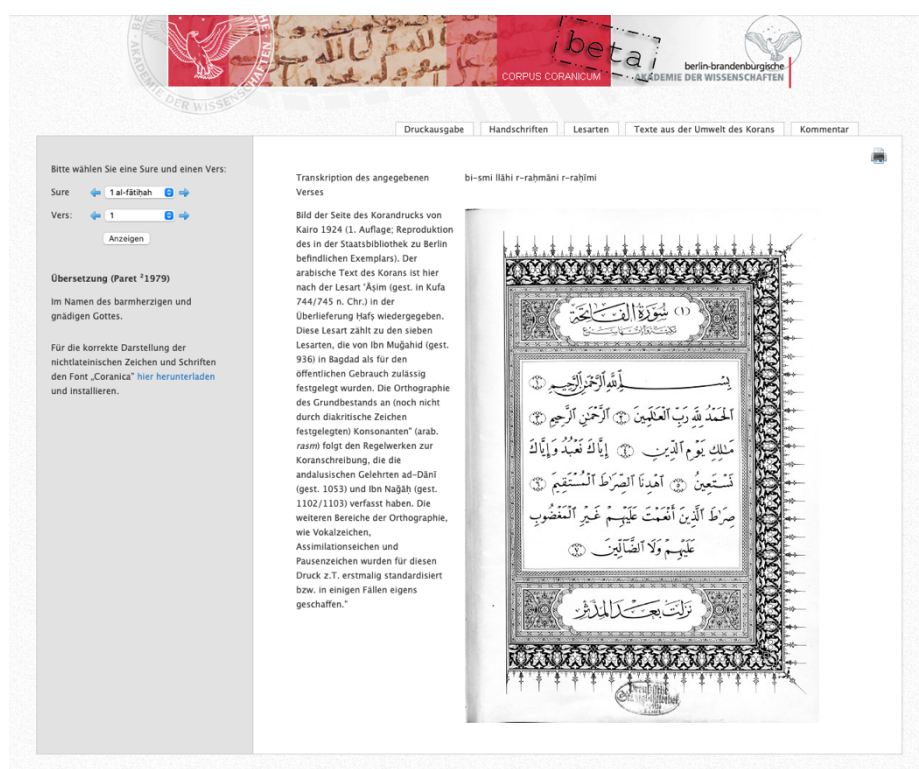 beta
CORPUS CORANICUM
berlin-brandenburgische
AKADEMIE DER WISSENSCHAFTEN
Druckausgabe
Handschriften
Lesarten
Texte aus der Umwelt des Korans
Kommentar
Bitte wählen Sie eine Sure und einen Vers:
Sure 1 al-fātiḥah
Vers: 1
Anzeigen
Übersetzung (Paret ²1979)
Im Namen des barmherzigen und
gnädigen Gottes.
Für die korrekte Darstellung der
nichtlateinischen Zeichen und Schriften
den Font „Coranica" hier herunterladen
und installieren.
Transkription des angegebenen
Verses
bi-smi llāhi r-raḥmāni r-raḥīmi
Bild der Seite des Korandrucks von
Kairo 1924 (1. Auflage; Reproduktion
des in der Staatsbibliothek zu Berlin
befindlichen Exemplars). Der
arabische Text des Korans ist hier
nach der Lesart ʿĀṣim (gest. in Kufa
744/745 n. Chr.) in der
Überlieferung Ḥafṣ wiedergegeben.
Diese Lesart zählt zu den sieben
Lesarten, die von Ibn Muǧahid (gest.
936) in Bagdad als für den
öffentlichen Gebrauch zulässig
festgelegt wurden. Die Orthographie
des Grundbestands an (noch nicht
durch diakritische Zeichen
festgelegten) Konsonanten" (arab.
rasm) folgt den Regelwerken zur
Koranschreibung, die die
andalusischen Gelehrten ad-Dānī
(gest. 1053) und Ibn Naǧāḥ (gest.
1102/1103) verfasst haben. Die
weiteren Bereiche der Orthographie,
wie Vokalzeichen,
Assimilationseichen und
Pausenzeichen wurden für diesen
Druck z.T. erstmalig standardisiert
bzw. in einigen Fällen eigens
geschaffen."
(١) سُورَةُ الفَاتِحَة
بِسْمِ ٱللَّهِ ٱلرَّحْمَٰنِ ٱلرَّحِيمِ ١
ٱلْحَمْدُ لِلَّهِ رَبِّ ٱلْعَٰلَمِينَ ٢ ٱلرَّحْمَٰنِ ٱلرَّحِيمِ ٣
مَٰلِكِ يَوْمِ ٱلدِّينِ ٤ إِيَّاكَ نَعْبُدُ وَإِيَّاكَ
نَسْتَعِينُ ٥ ٱهْدِنَا ٱلصِّرَٰطَ ٱلْمُسْتَقِيمَ ٦
صِرَٰطَ ٱلَّذِينَ أَنْعَمْتَ عَلَيْهِمْ غَيْرِ ٱلْمَغْضُوبِ
عَلَيْهِمْ وَلَا ٱلضَّآلِّينَ ٧
نزلت بعد المدثر